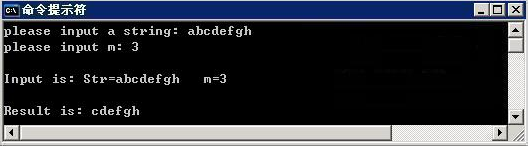 命令提示符
please input a string: abcdefgh
please input m: 3
Input is: Str=abcdefgh   m=3
Result is: cdefgh